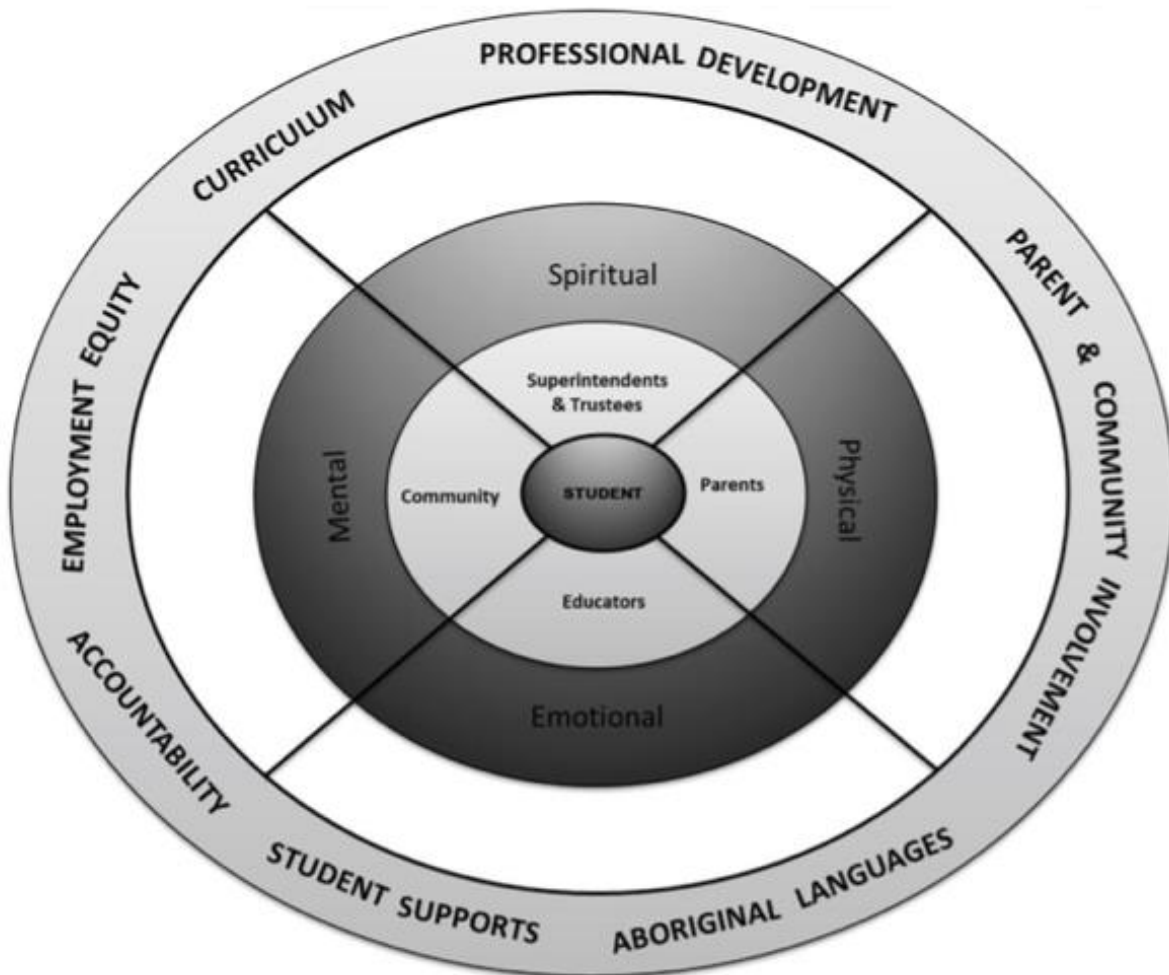 PROFESSIONAL DEVELOPMENT
CURRICULUM
PARENT & COMMUNITY INVOLVEMENT
EMPLOYMENT EQUITY
Spiritual
Superintendents
& Trustees
Mental
Community
STUDENT
Parents
Physical
Educators
Emotional
ACCOUNTABILITY
STUDENT SUPPORTS
ABORIGINAL LANGUAGES